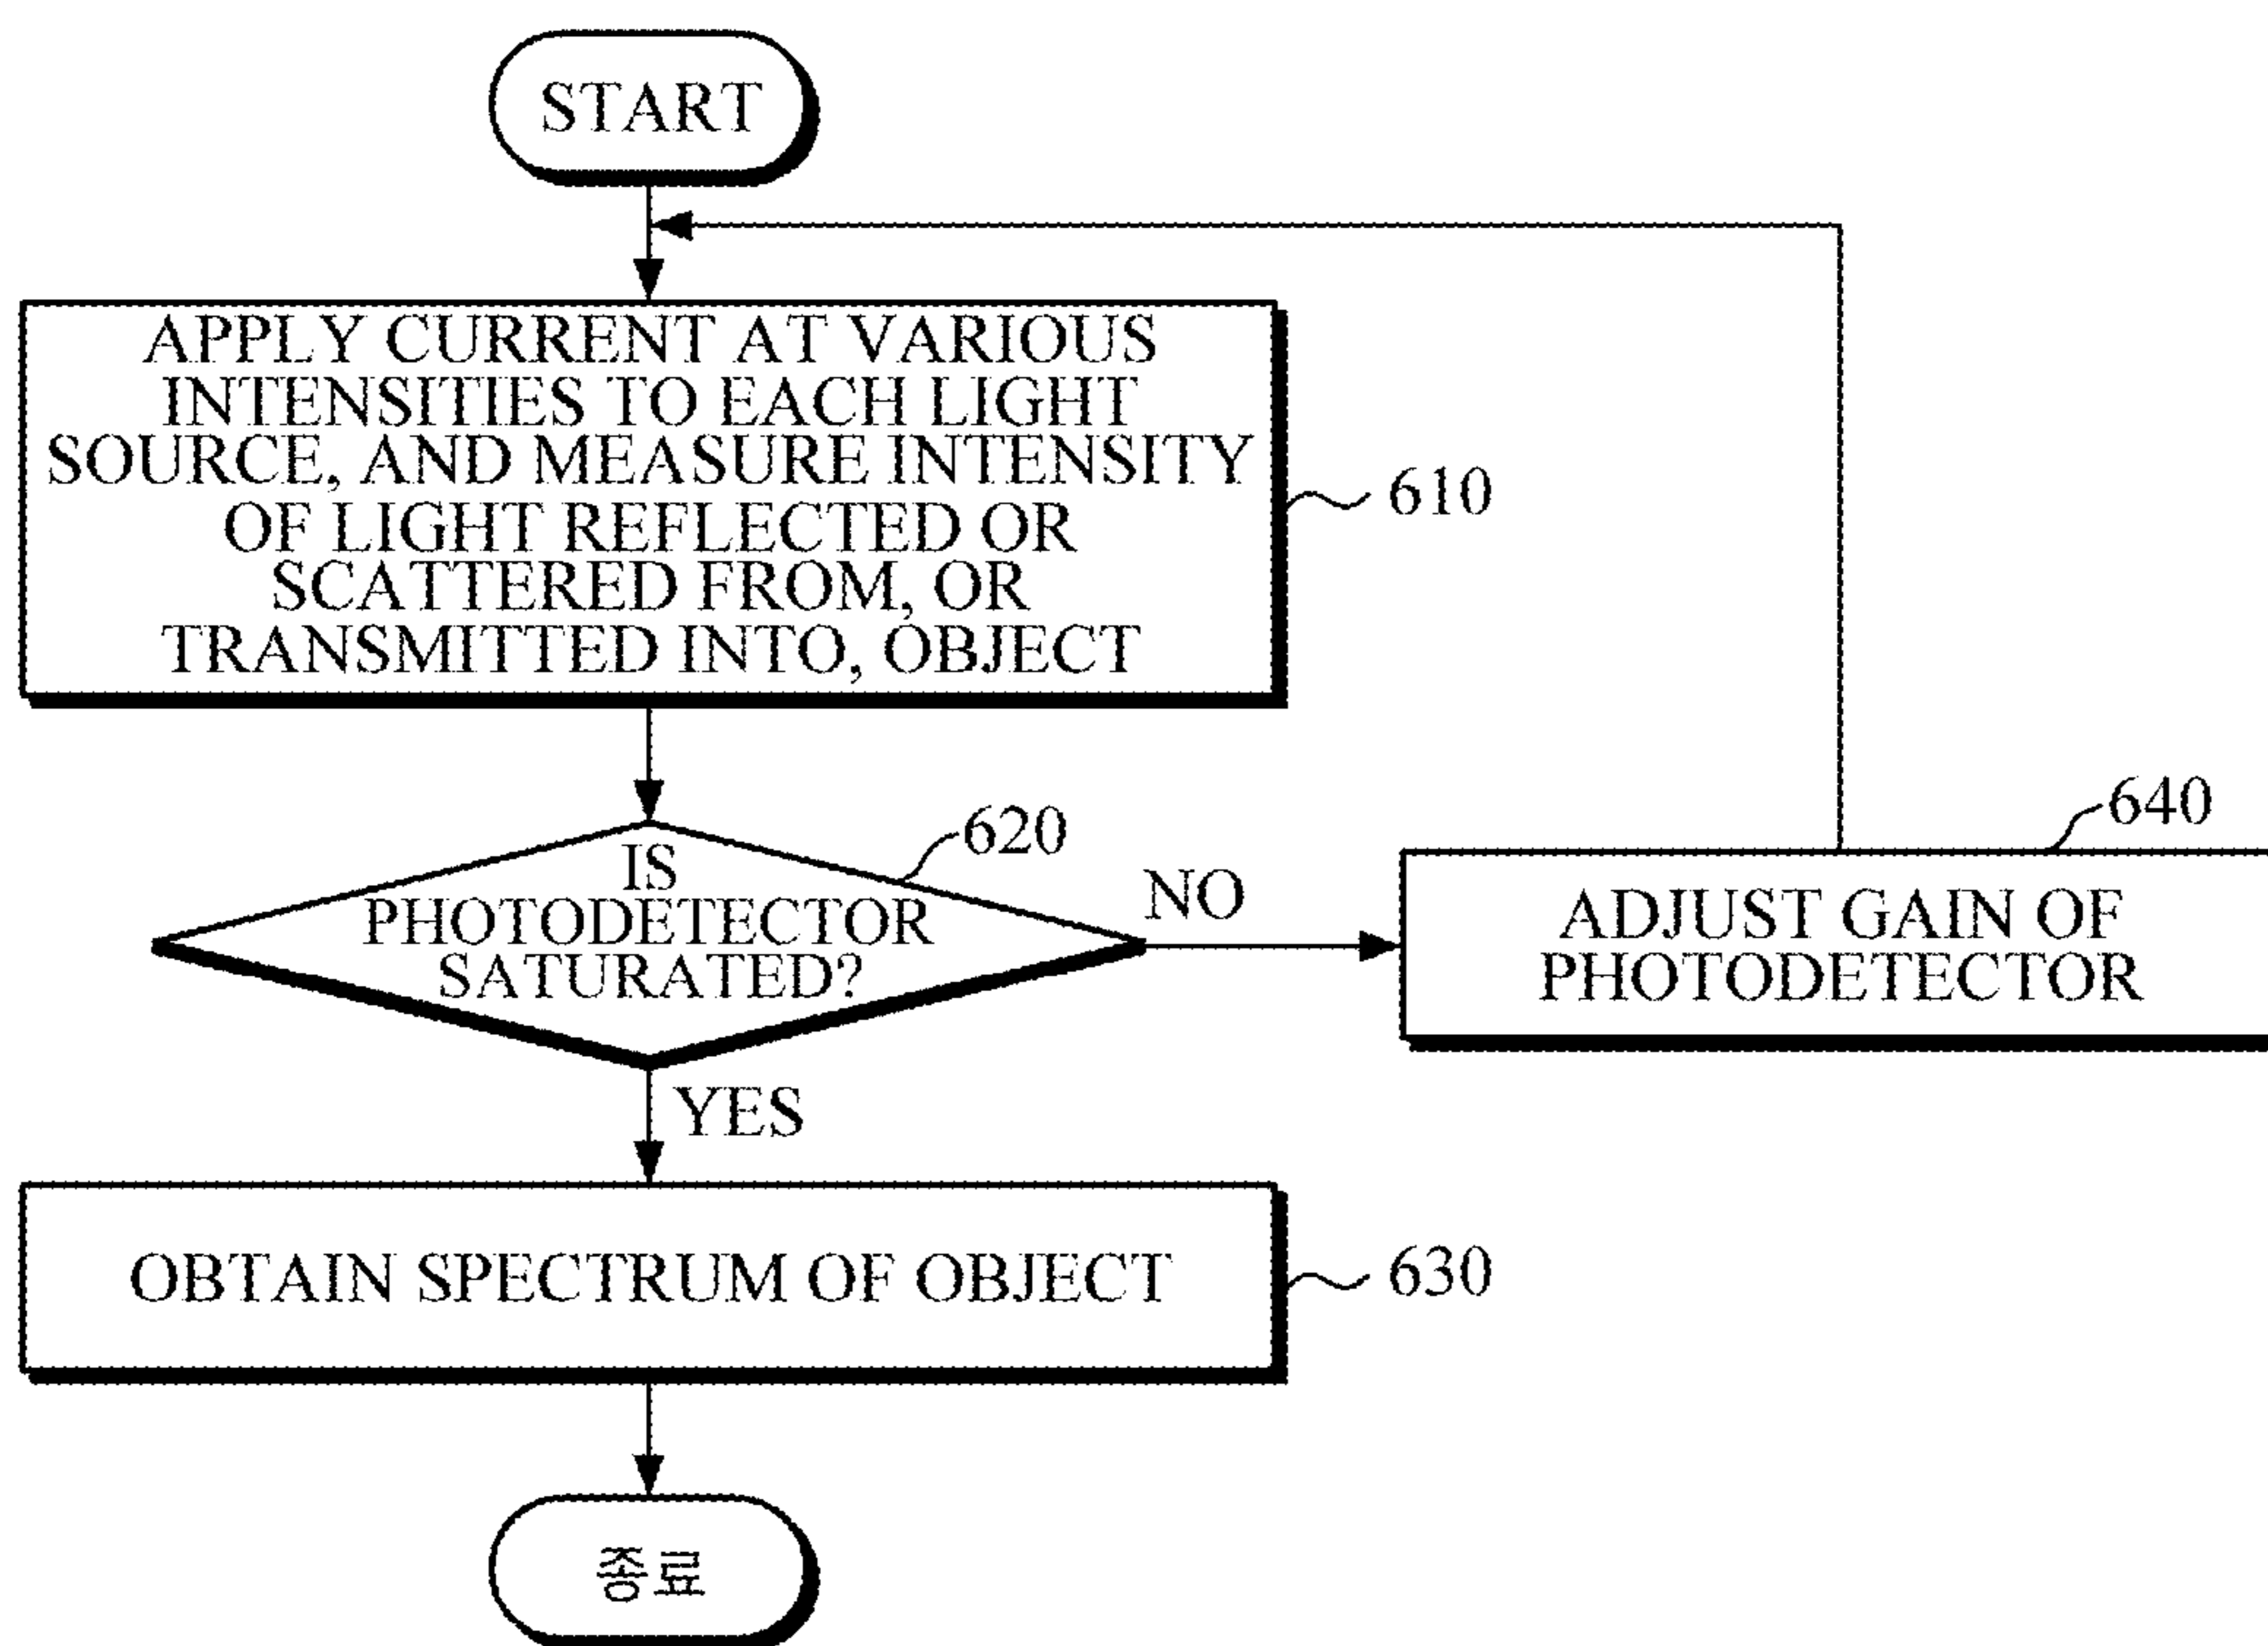 START
APPLY CURRENT AT VARIOUS
INTENSITIES TO EACH LIGHT
SOURCE, AND MEASURE INTENSITY
OF LIGHT REFLECTED OR
SCATTERED FROM, OR
TRANSMITTED INTO, OBJECT
610
IS
PHOTODETECTOR
SATURATED?
620
NO
640
ADJUST GAIN OF
PHOTODETECTOR
YES
OBTAIN SPECTRUM OF OBJECT
630
종료